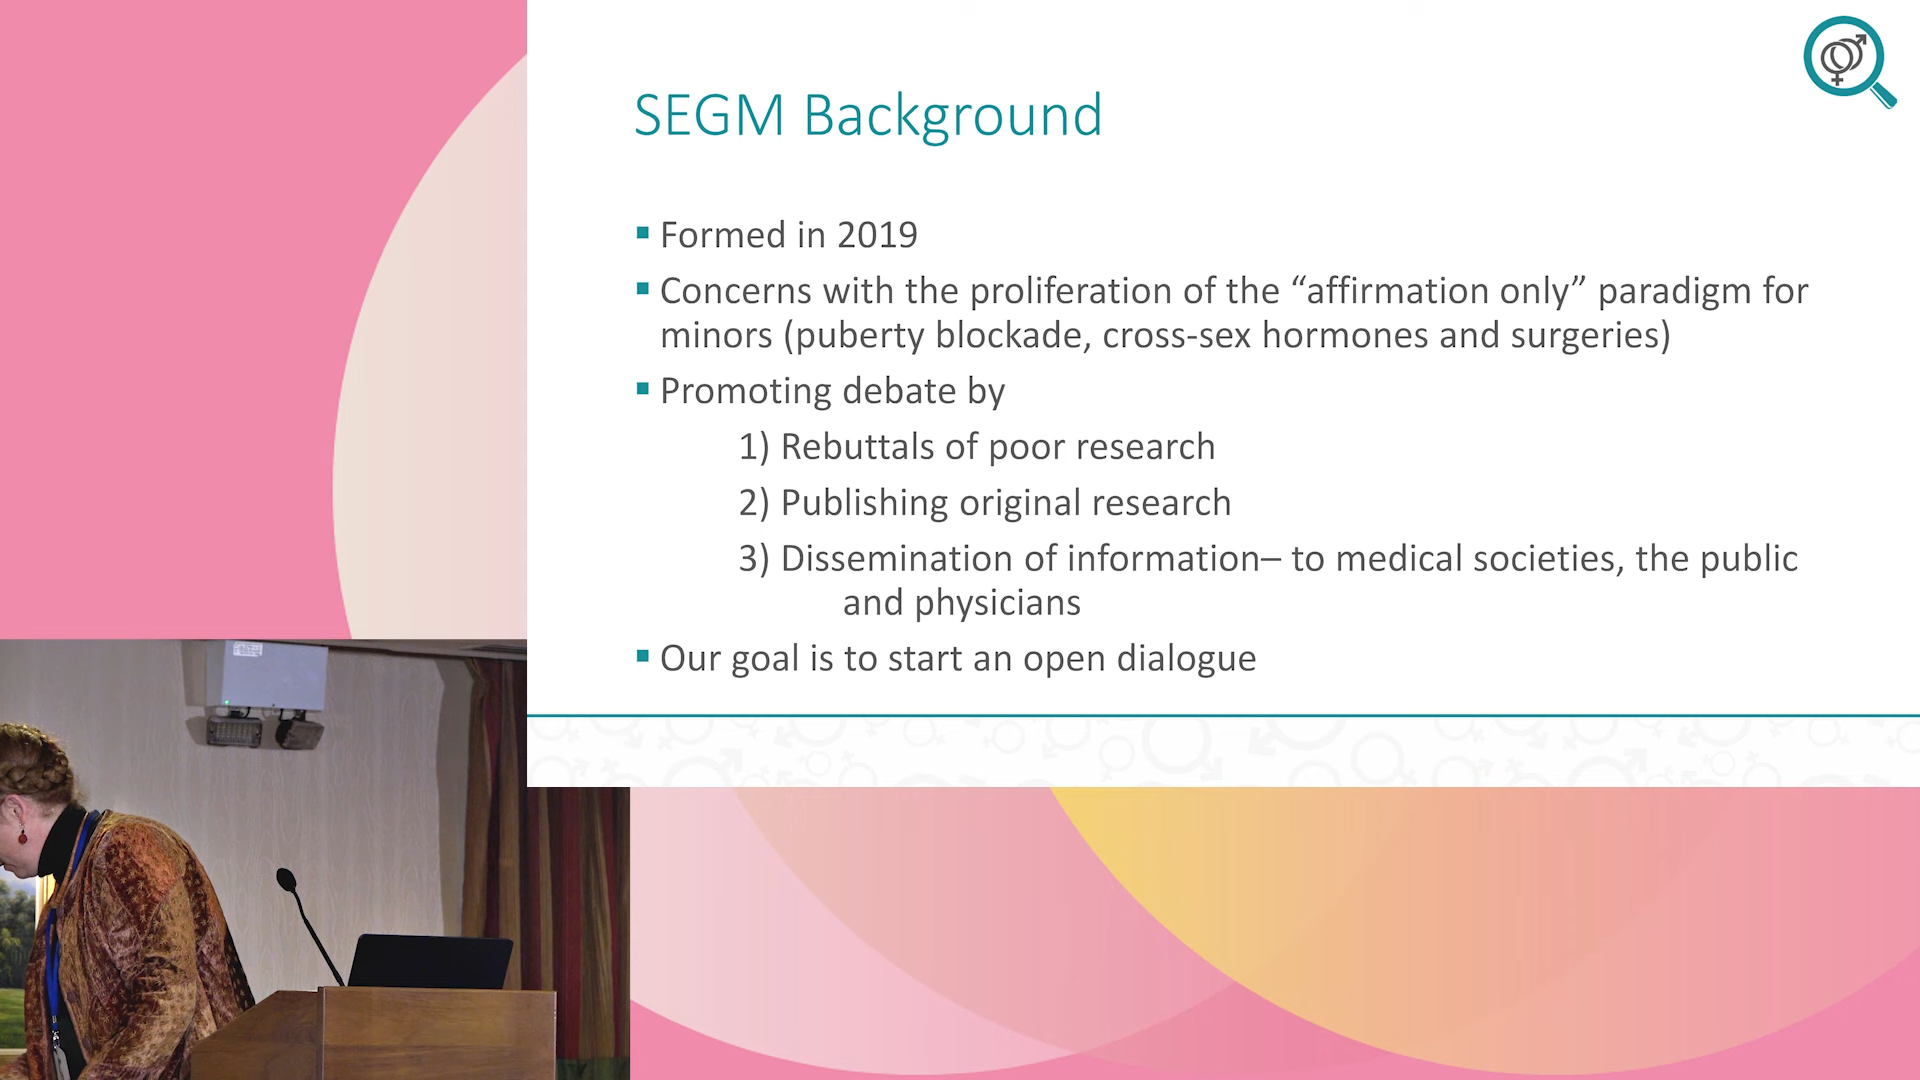 SEGM Background
▪ Formed in 2019
▪ Concerns with the proliferation of the “affirmation only” paradigm for
minors (puberty blockade, cross-sex hormones and surgeries)
▪ Promoting debate by
1) Rebuttals of poor research
2) Publishing original research
3) Dissemination of information– to medical societies, the public
and physicians
▪ Our goal is to start an open dialogue